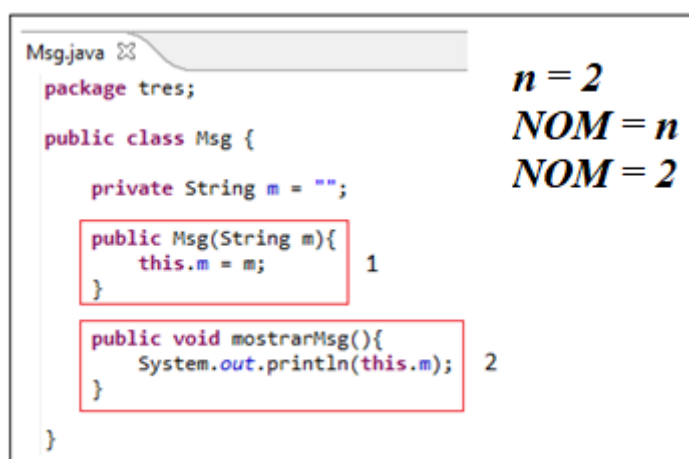 Msg.java
package tres;
public class Msg {
private String m = "";
public Msg(String m){
this.m = m;
}
1
public void mostrarMsg(){
System.out.println(this.m);
}
2
}
n = 2
NOM = n
NOM = 2